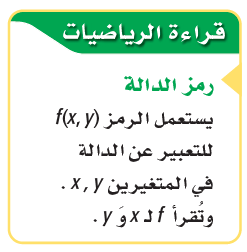 قراءة الرياضيات
رمز الدالة
يستعمل الرمز f(x, y)
للتعبير عن الدالة
في المتغيرين x , y .
وتُقرأ f لـ x وَ y .